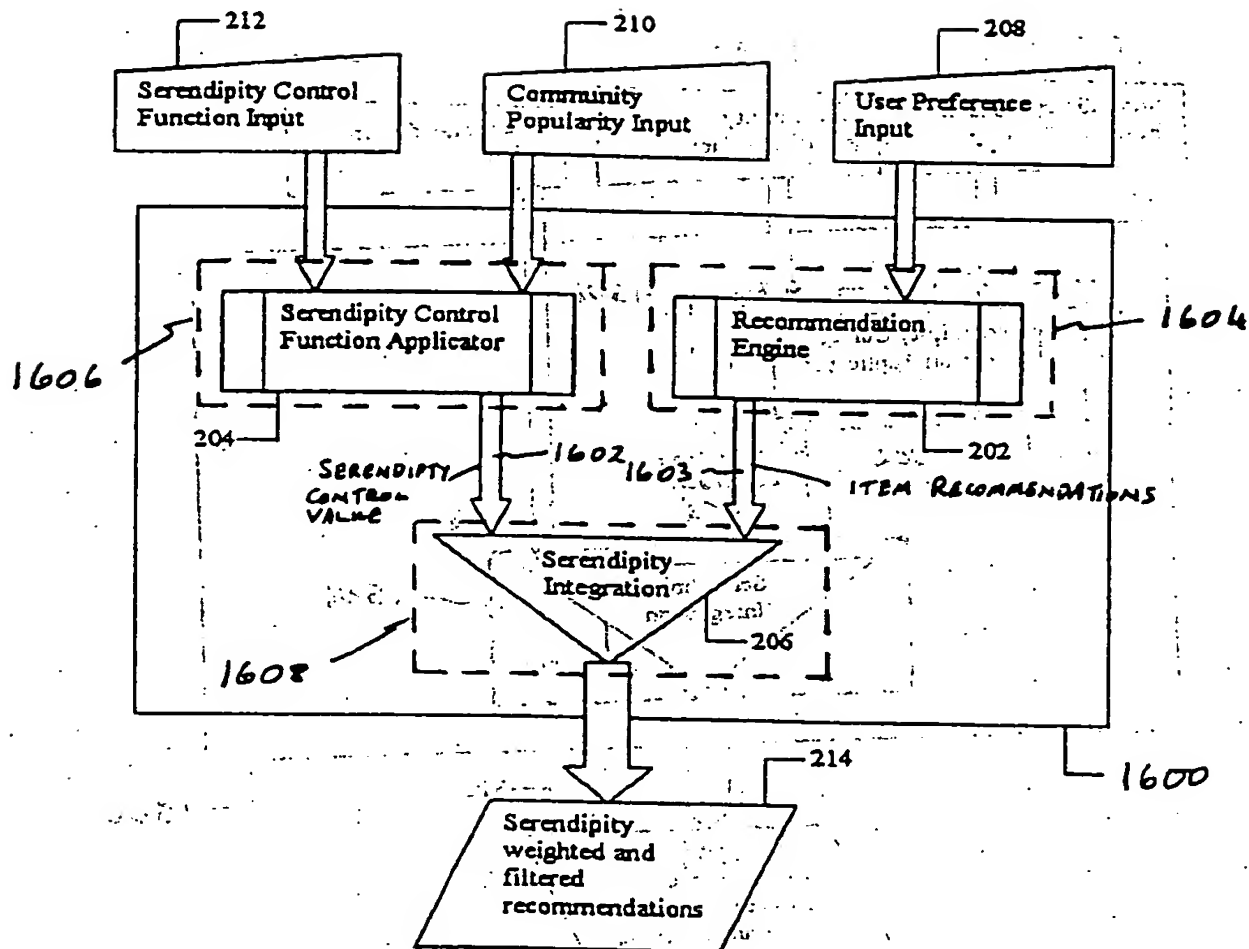 212
210
208
Serendipity Control
Function Input
Community
Popularity Input
User Preference
Input
Serendipity Control
Function Applicator
Recommendation
Engine
1604
1606
204
202
1602
1603
SERENDIPTY
CONTROL
VALUE
ITEM RECOMMENDATIONS
Serendipity
Integration
206
1608
1600
214
Serendipity
weighted and
filtered
recommendations